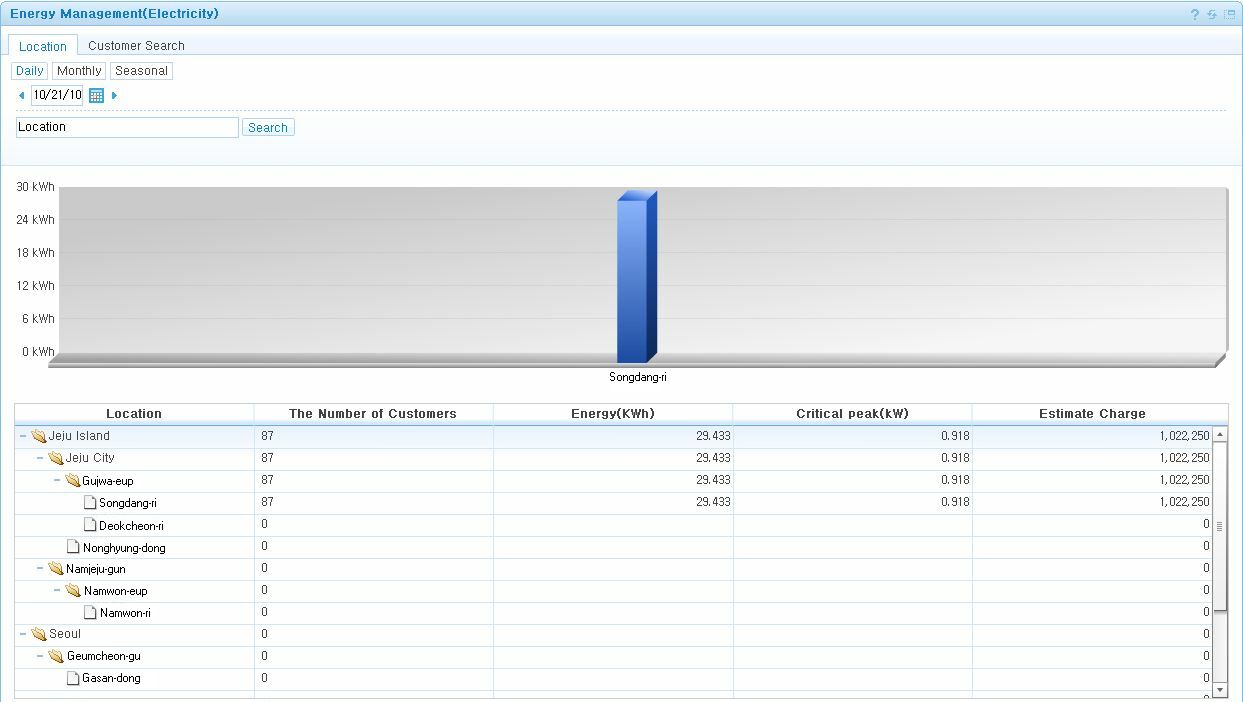 Energy Management(Electricity)
?
Location Customer Search
Daily Monthly Seasonal
10/21/10
Location Search
30 kWh
24 kWh
18 kWh
12 kWh
6 kWh
0 kWh
Songdang-ri
Location The Number of Customers Energy(KWh) Critical peak(kW) Estimate Charge
Jeju Island 87 29.433 0.918 1,022,250
Jeju City 87 29.433 0.918 1,022,250
Gujwa-eup 87 29.433 0.918 1,022,250
Songdang-ri 87 29.433 0.918 1,022,250
Deokcheon-ri 0 0
Nonghyung-dong 0 0
Namjeju-gun 0 0
Namwon-eup 0 0
Namwon-ri 0 0
Seoul 0 0
Geumcheon-gu 0 0
Gasan-dong 0 0